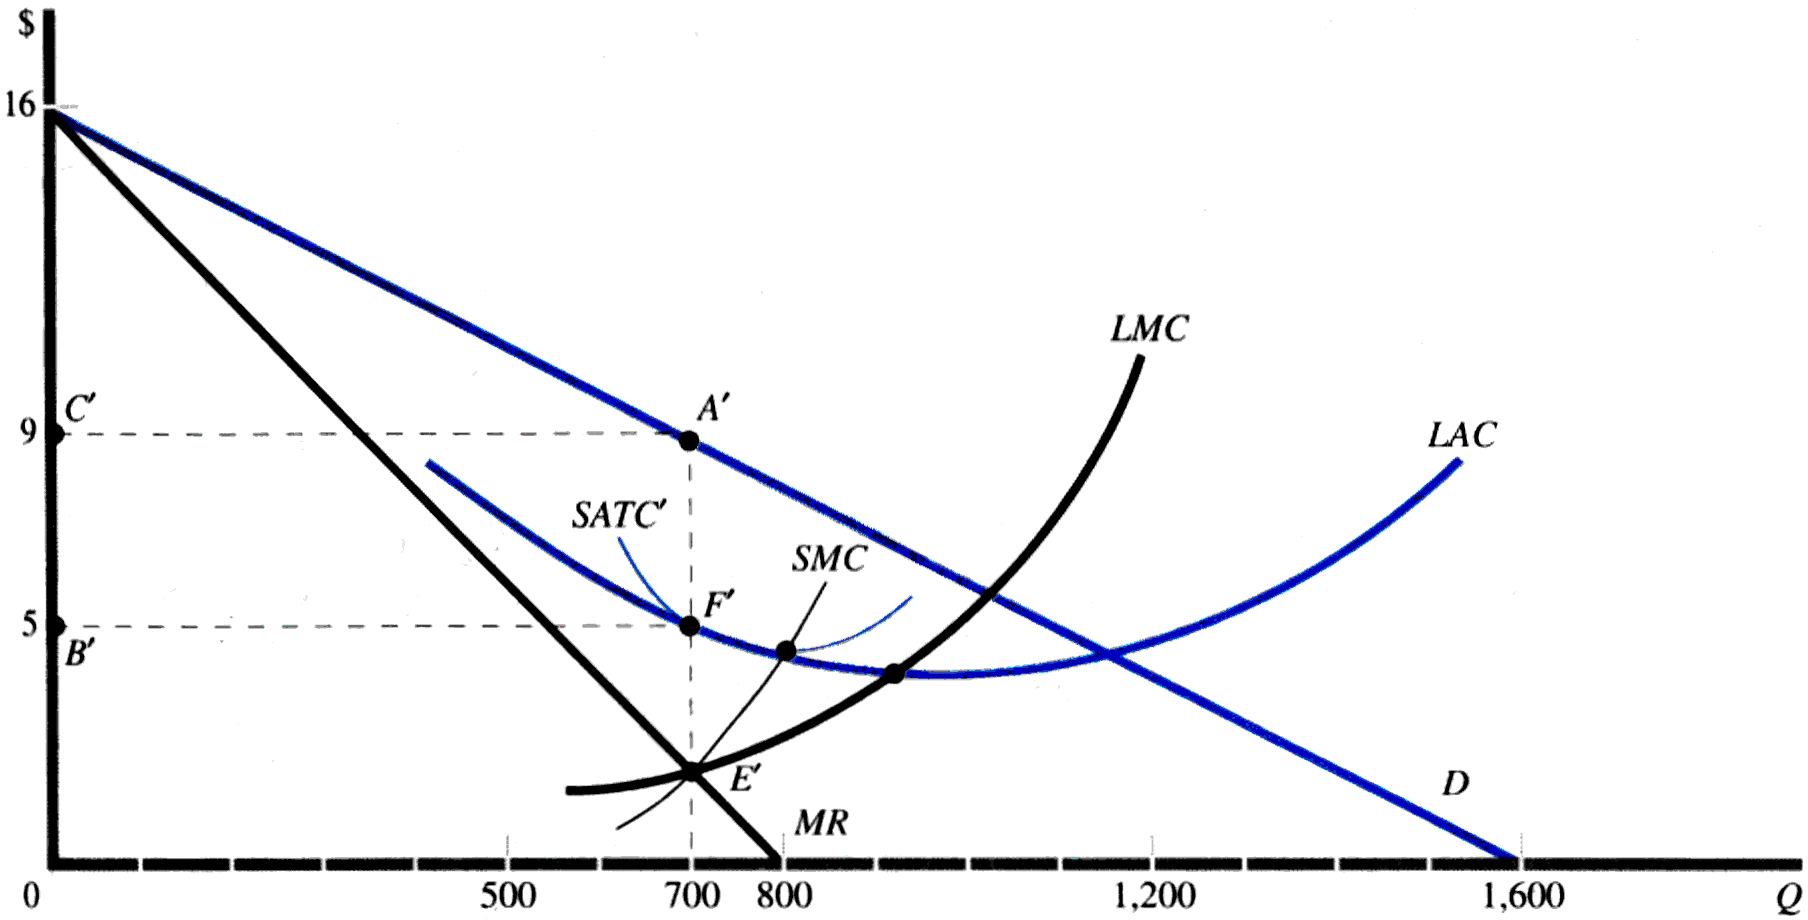 $
16
LMC
C′
A′
9
LAC
SATC′
SMC
F′
5
B′
E′
D
MR
0
500
700
800
1,200
1,600
Q